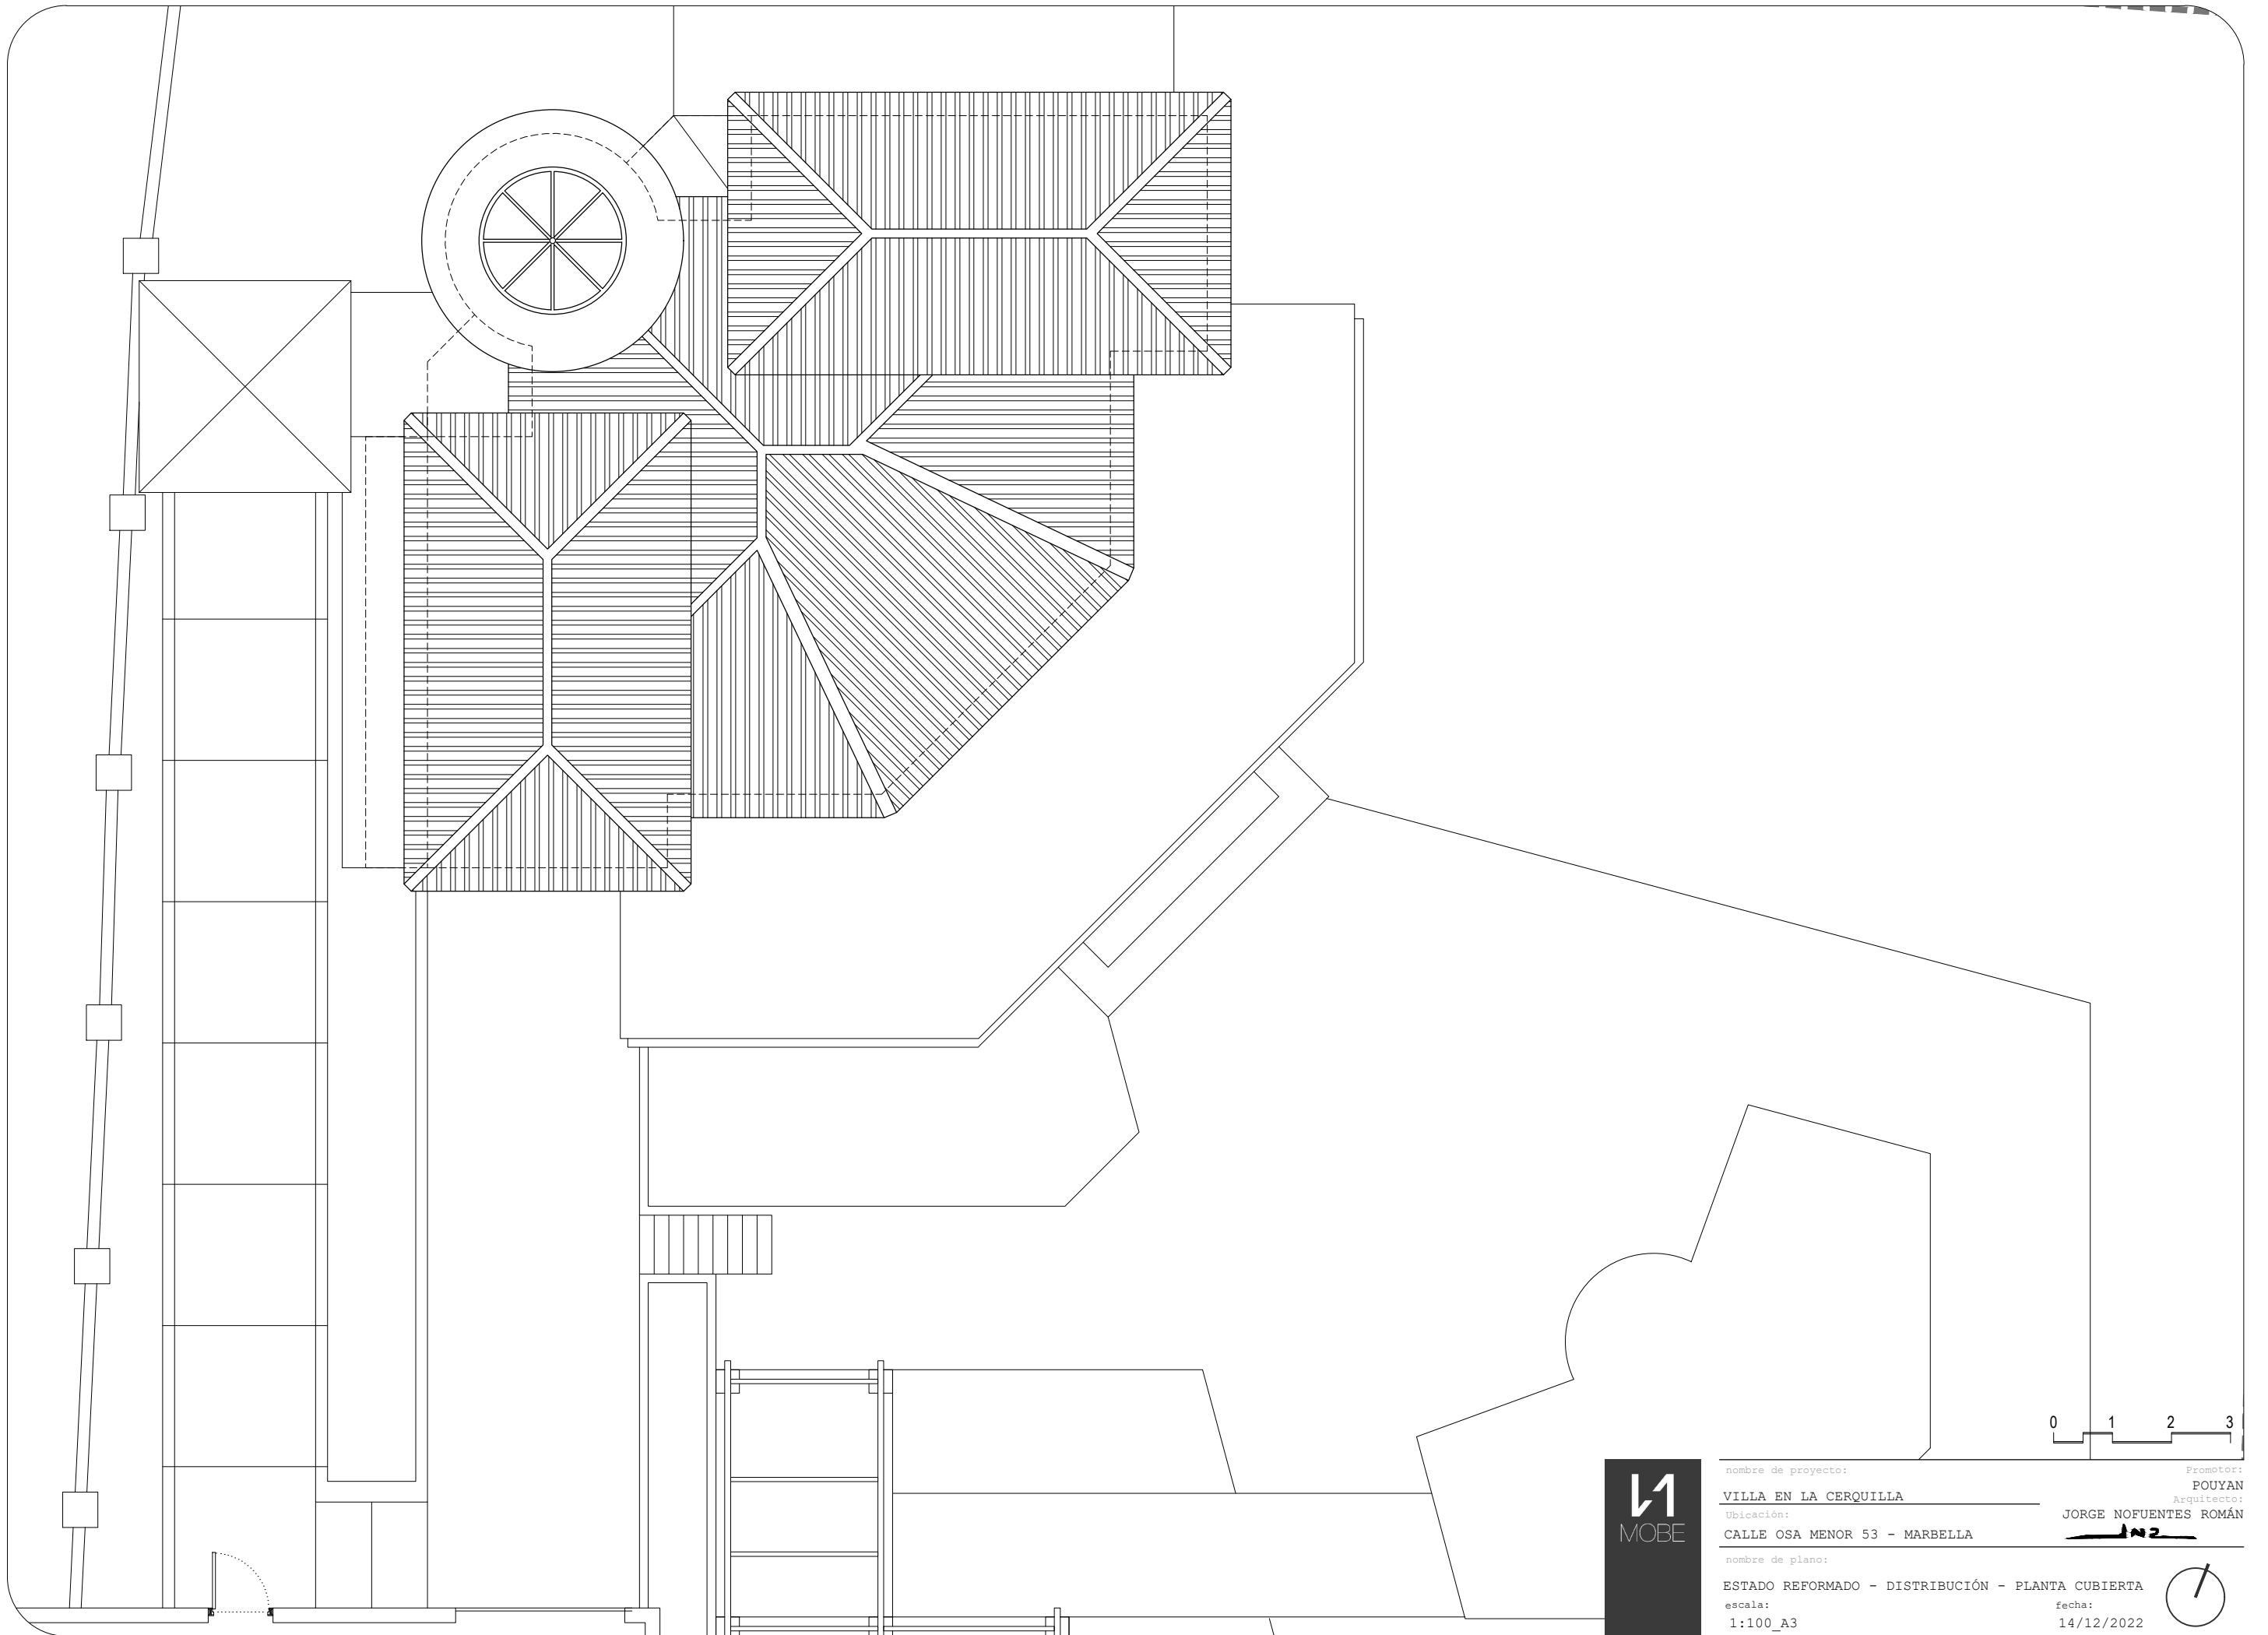 0 1 2 3
MOBE
nombre de proyecto:
Promotor:
POUYAN
VILLA EN LA CERQUILLA
Arquitecto:
Ubicación:
JORGE NOFUENTES ROMÁN
CALLE OSA MENOR 53 - MARBELLA
nombre de plano:
ESTADO REFORMADO - DISTRIBUCIÓN - PLANTA CUBIERTA
escala:
fecha:
1:100_A3
14/12/2022